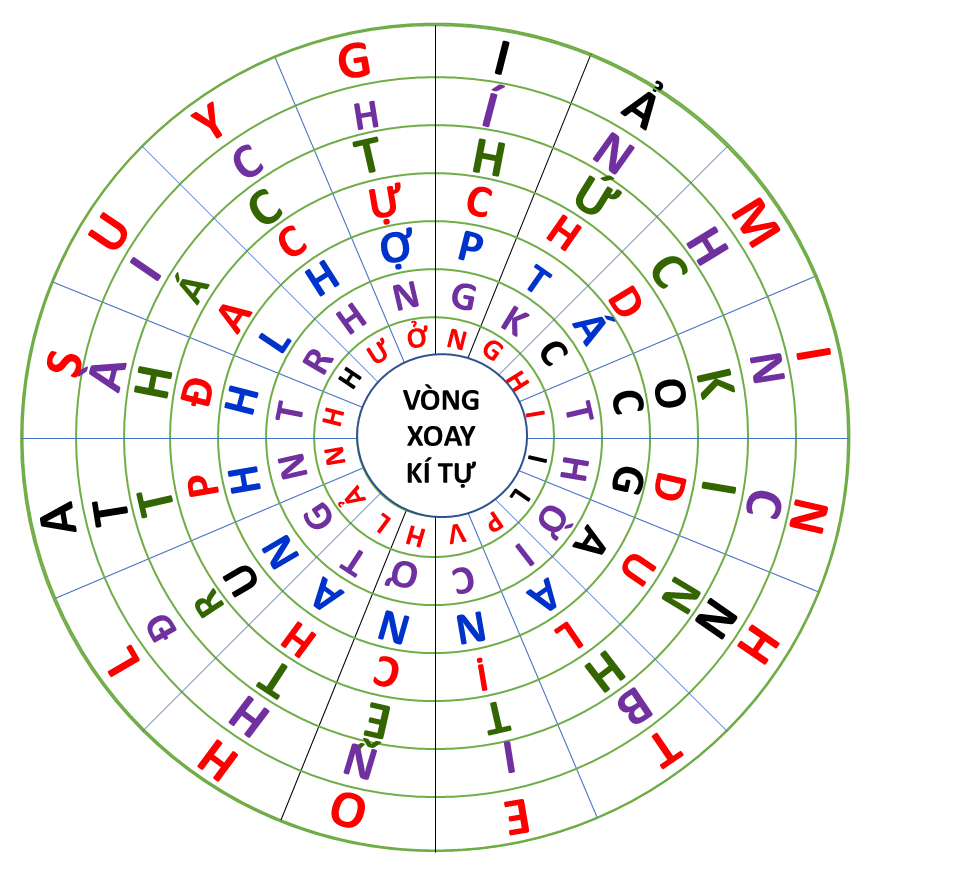 VÒNG
XOAY
KÍ TỰ
I Ả M I N H T E O H L A S U Y G
Í N H N C N B I N H Đ T À I C H
H Ứ C K I N H T Ế T R T H Á C T
C H D O D U L Ị C H U P Đ A C Ự
P T Á C G A A N N A N H H L H Ợ
G K C T H Ờ I C Ơ T G N T R H N
N G H I I L P V H L Ả N H H Ư Ở